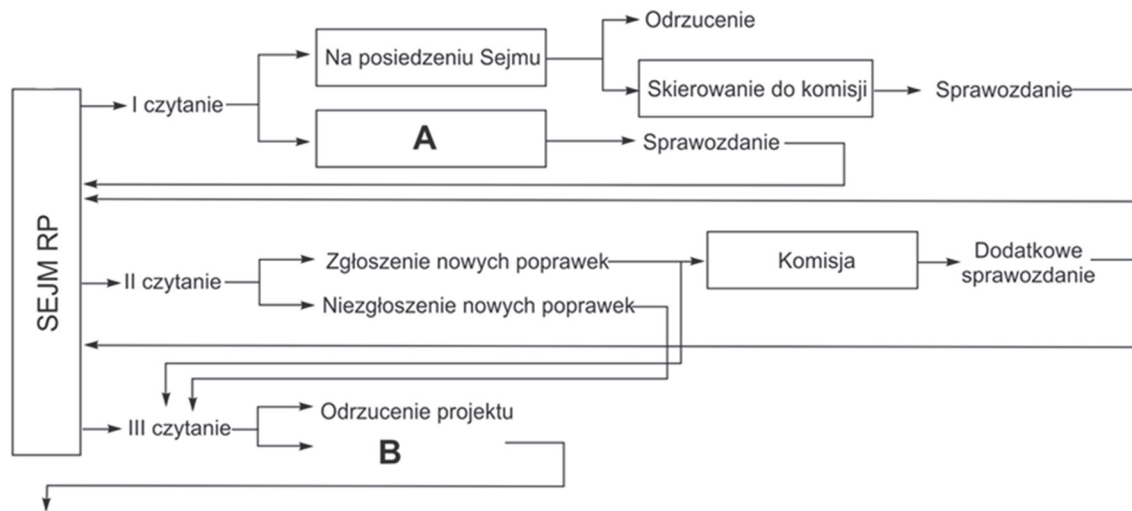 Odrzucenie
Na posiedzeniu Sejmu
Skierowanie do komisji
Sprawozdanie
I czytanie
A
Sprawozdanie
SEJM RP
Zgłoszenie nowych poprawek
Komisja
Dodatkowe
sprawozdanie
II czytanie
Niezgłoszenie nowych poprawek
Odrzucenie projektu
III czytanie
B